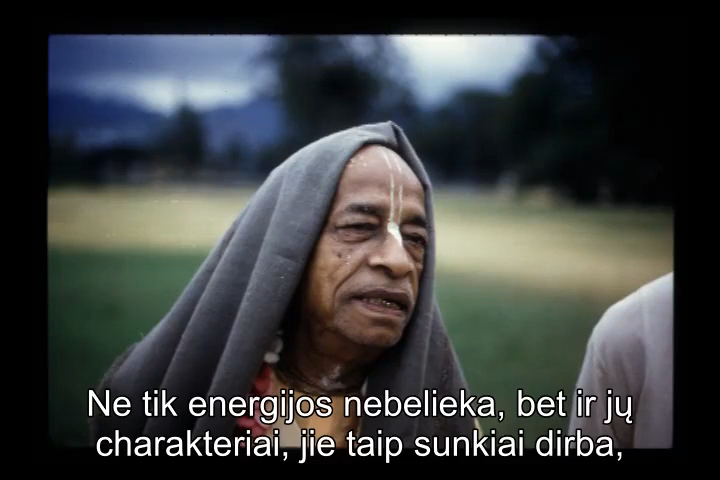 Ne tik energijos nebelieka, bet ir jų
charakteriai, jie taip sunkiai dirba,